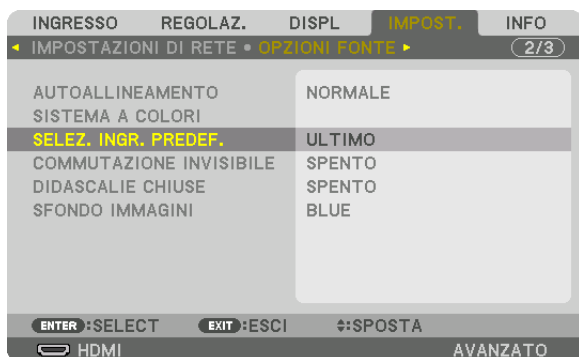 INGRESSO REGOLAZ. DISPL IMPOST. INFO
IMPOSTAZIONI DI RETE • OPZIONI FONTE 2/3
AUTOALLINEAMENTO NORMALE
SISTEMA A COLORI
SELEZ. INGR. PREDEF. ULTIMO
COMMUTAZIONE INVISIBILE SPENTO
DIDASCALIE CHIUSE SPENTO
SFONDO IMMAGINI BLUE
ENTER :SELECT EXIT :ESCI :SPOSTA
HDMI AVANZATO